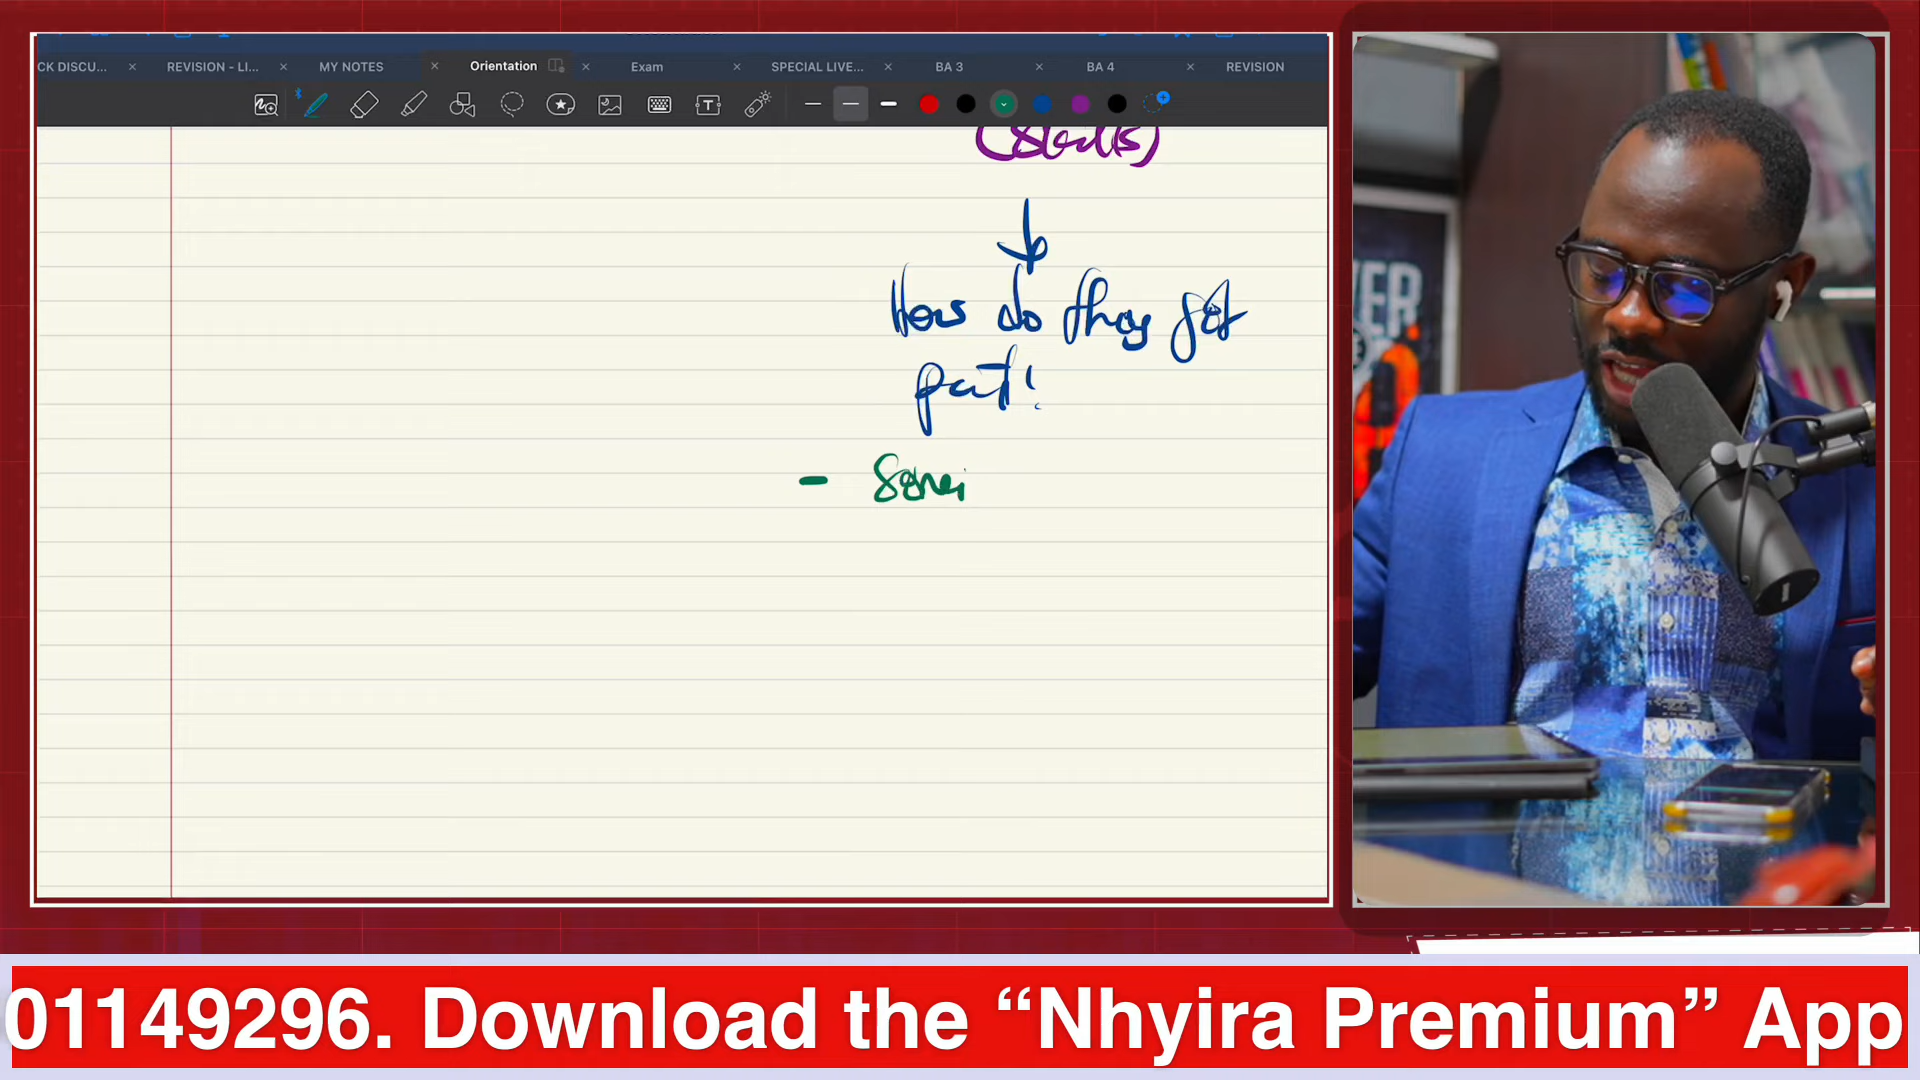 CK DISCU... REVISION - LI... MY NOTES Orientation Exam SPECIAL LIVE... BA 3 BA 4 REVISION
How do they get
01149296. Download the “Nhyira Premium” App